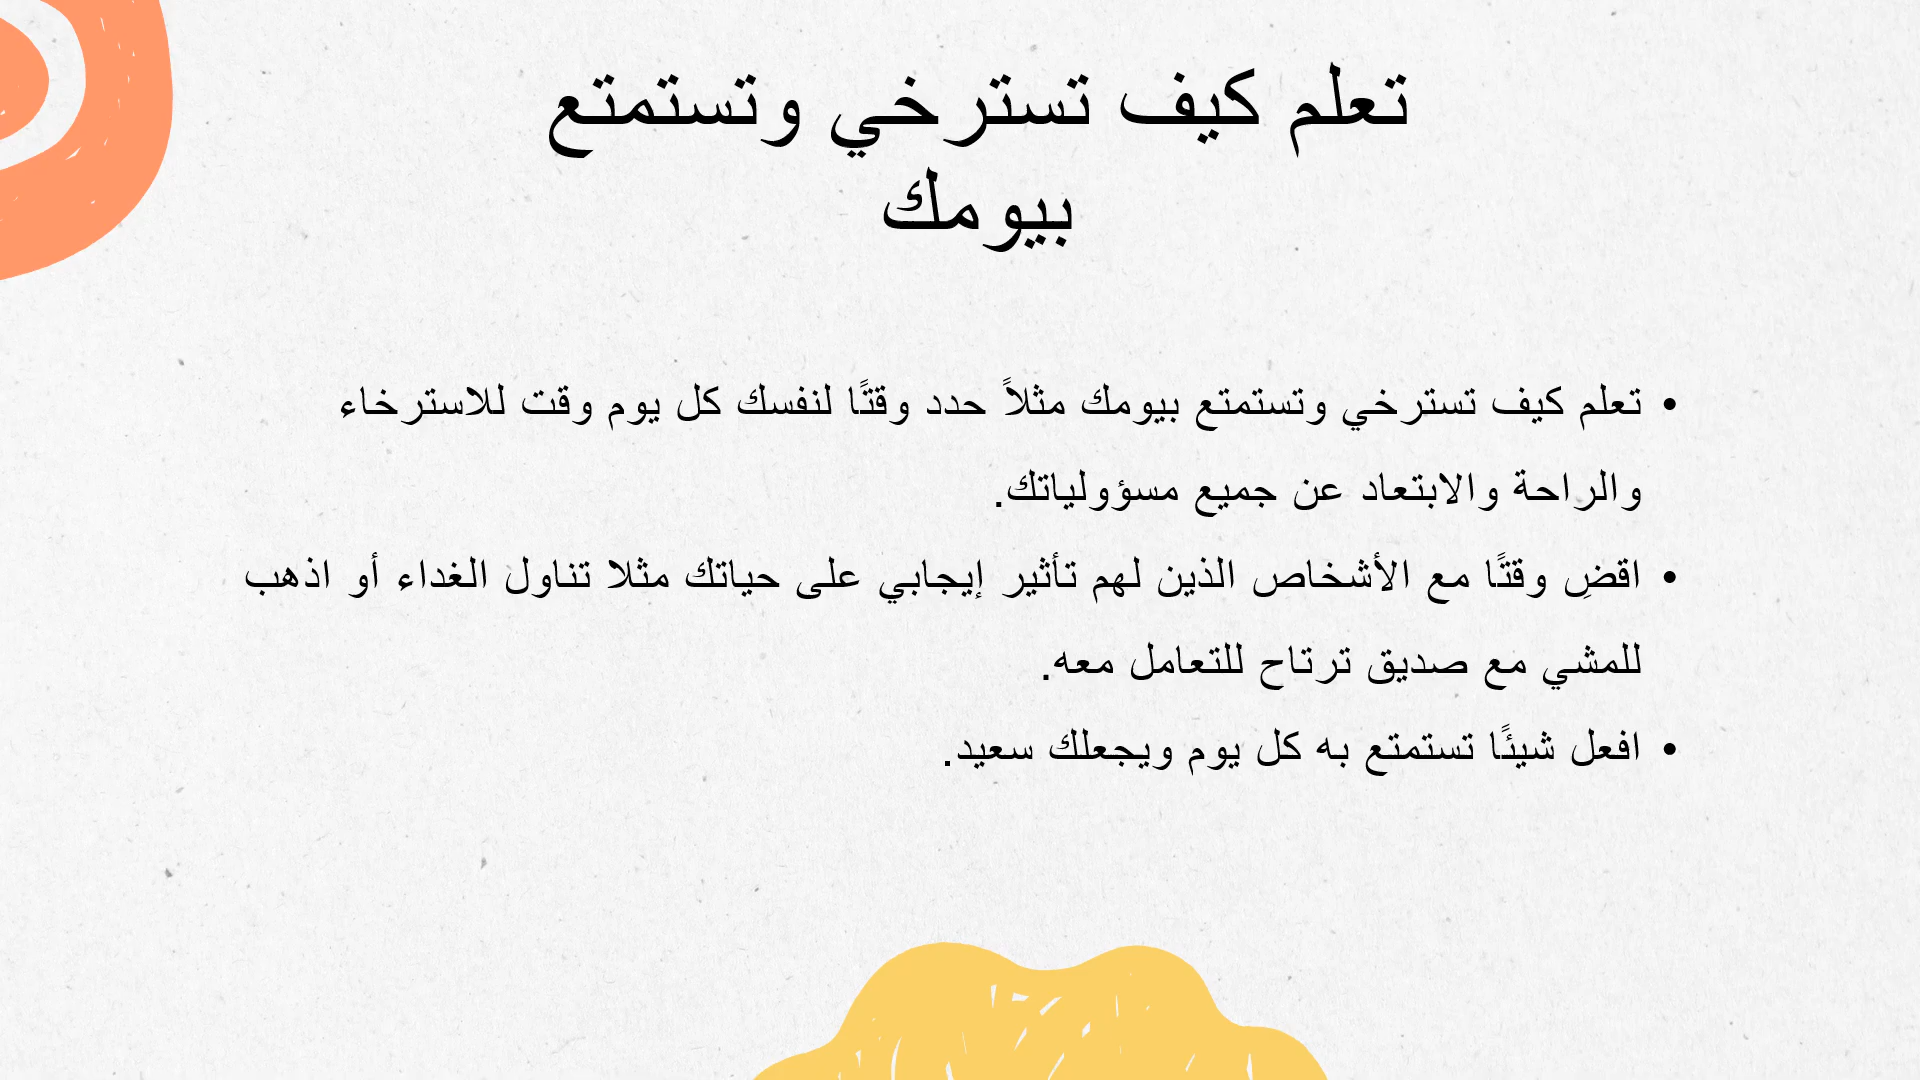 تعلم كيف تسترخي وتستمتع
بيومك
• تعلم كيف تسترخي وتستمتع بيومك مثلاً حدد وقتًا لنفسك كل يوم وقت للاسترخاء
والراحة والابتعاد عن جميع مسؤولياتك.
• اقضِ وقتًا مع الأشخاص الذين لهم تأثير إيجابي على حياتك مثلا تناول الغداء أو اذهب
للمشي مع صديق ترتاح للتعامل معه.
• افعل شيئًا تستمتع به كل يوم ويجعلك سعيد.